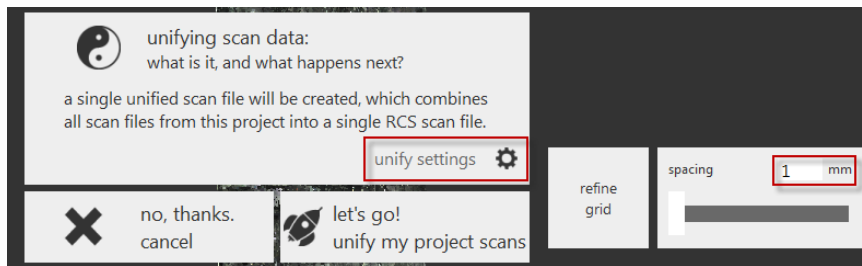 unifying scan data:
what is it, and what happens next?
a single unified scan file will be created, which combines
all scan files from this project into a single RCS scan file.
unify settings
no, thanks.
cancel
let's go!
unify my project scans
refine
grid
spacing
1 mm